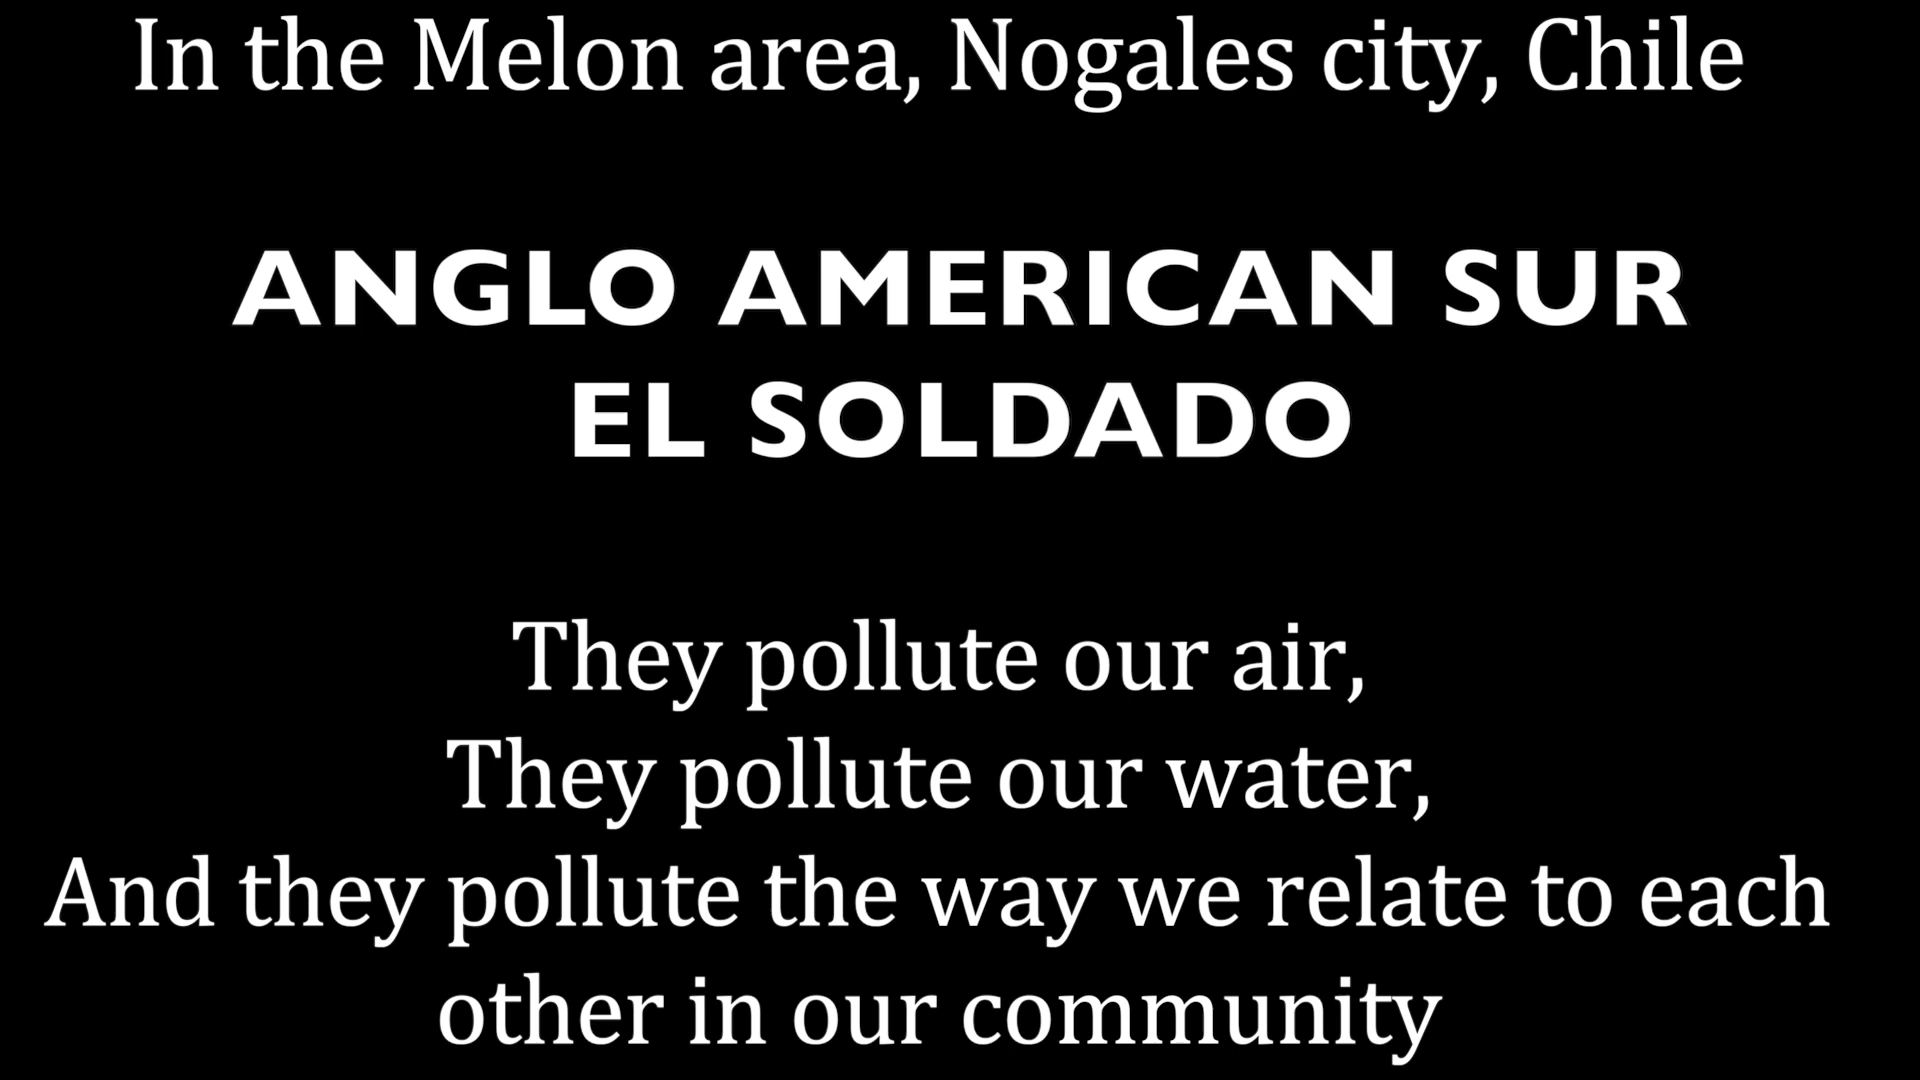 In the Melon area, Nogales city, Chile
ANGLO AMERICAN SUR
EL SOLDADO
They pollute our air,
They pollute our water,
And they pollute the way we relate to each
other in our community